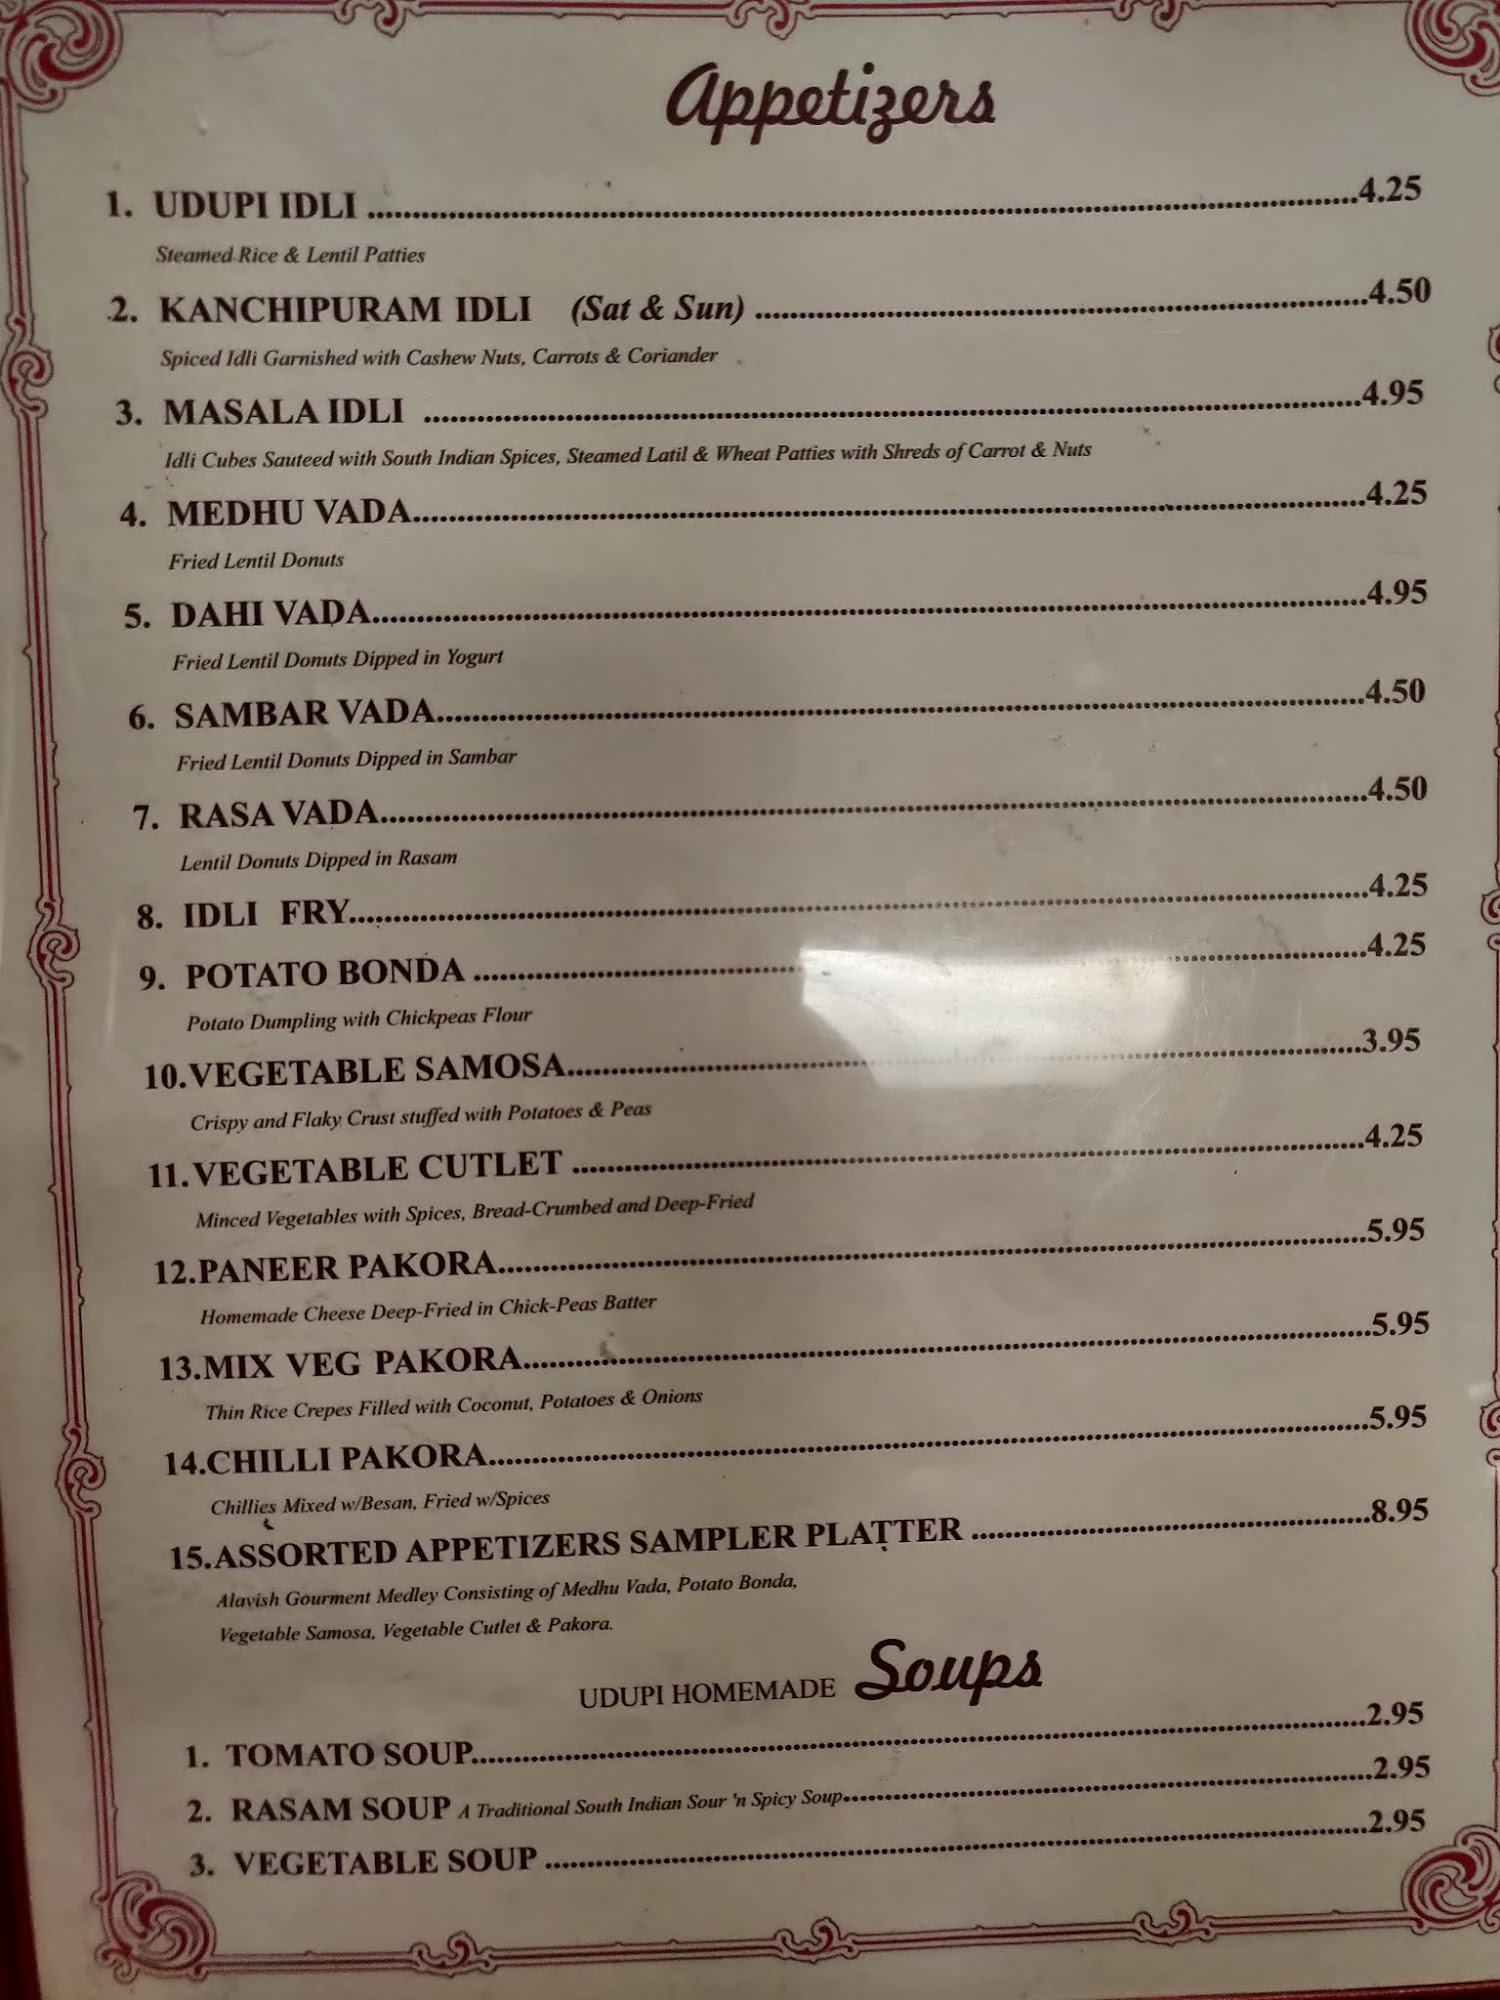 Appetizers
1. UDUPI IDLI ...4.25
Steamed Rice & Lentil Patties
2. KANCHIPURAM IDLI (Sat & Sun) ...4.50
Spiced Idli Garnished with Cashew Nuts, Carrots & Coriander
3. MASALA IDLI ...4.95
Idli Cubes Sauteed with South Indian Spices, Steamed Latil & Wheat Patties with Shreds of Carrot & Nuts
4. MEDHU VADA...4.25
Fried Lentil Donuts
5. DAHI VADA...4.95
Fried Lentil Donuts Dipped in Yogurt
6. SAMBAR VADA...4.50
Fried Lentil Donuts Dipped in Sambar
7. RASA VADA...4.50
Lentil Donuts Dipped in Rasam
8. IDLI FRY...4.25
9. POTATO BONDA ...4.25
Potato Dumpling with Chickpeas Flour
10.VEGETABLE SAMOSA...3.95
Crispy and Flaky Crust stuffed with Potatoes & Peas
11.VEGETABLE CUTLET ...4.25
Minced Vegetables with Spices, Bread-Crumbed and Deep-Fried
12.PANEER PAKORA...5.95
Homemade Cheese Deep-Fried in Chick-Peas Batter
13.MIX VEG PAKORA...5.95
Thin Rice Crepes Filled with Coconut, Potatoes & Onions
14.CHILLI PAKORA...5.95
Chillies Mixed w/Besan, Fried w/Spices
15.ASSORTED APPETIZERS SAMPLER PLATTER ...8.95
Alavish Gourment Medley Consisting of Medhu Vada, Potato Bonda,
Vegetable Samosa, Vegetable Cutlet & Pakora.
UDUPI HOMEMADE Soups
1. TOMATO SOUP...2.95
2. RASAM SOUP A Traditional South Indian Sour 'n Spicy Soup...2.95
3. VEGETABLE SOUP ...2.95